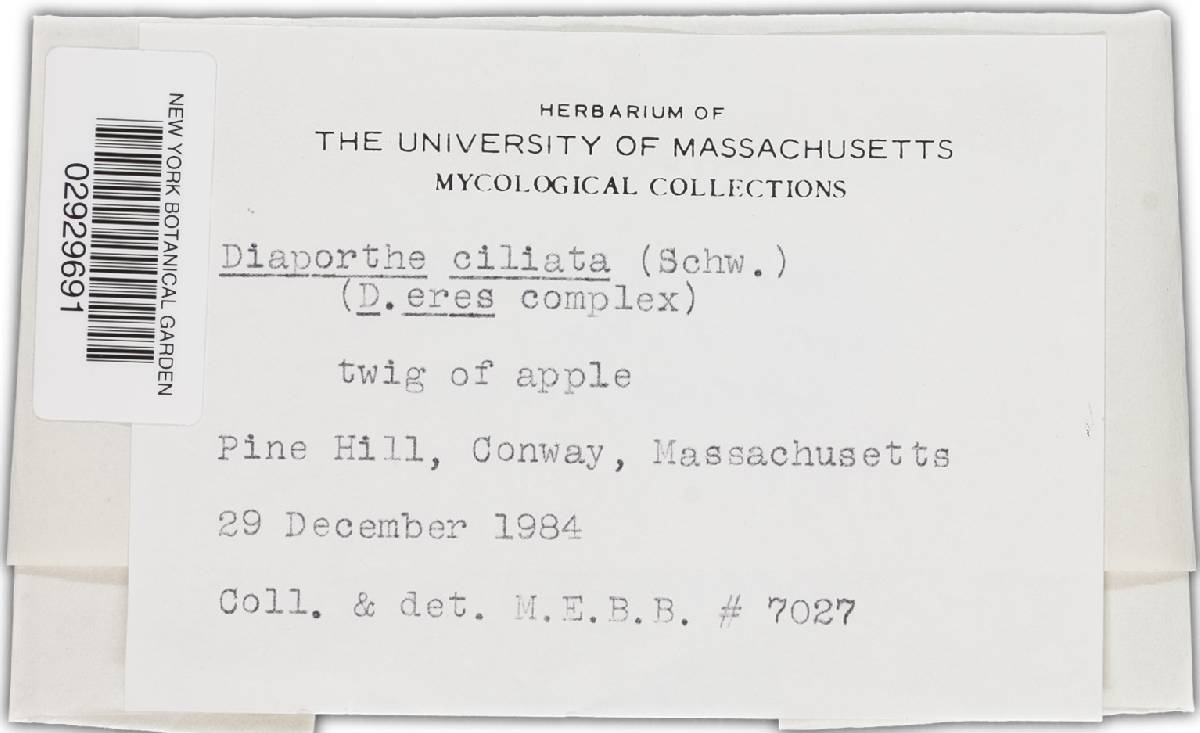 NEW YORK BOTANICAL GARDEN
02929691
HERBARIUM OF
THE UNIVERSITY OF MASSACHUSETTS
MYCOLOGICAL COLLECTIONS
Diaporthe ciliata (Schw.)
(D.eres complex)
twig of apple
Pine Hill, Conway, Massachusetts
29 December 1984
Coll. & det. M.E.B.B. # 7027